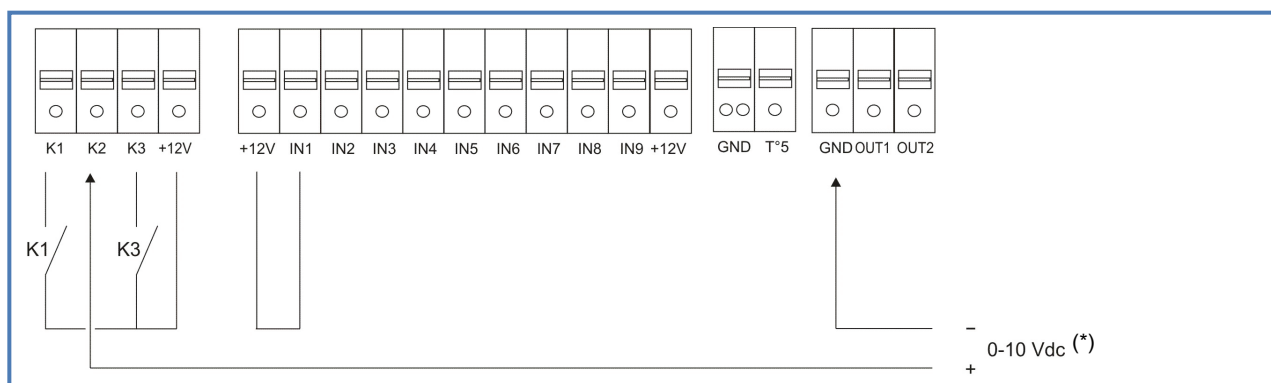 K1 K2 K3 +12V
+12V IN1 IN2 IN3 IN4 IN5 IN6 IN7 IN8 IN9 +12V
GND T°5
GND OUT1 OUT2
K1
K3
−
0-10 Vdc (*)
+